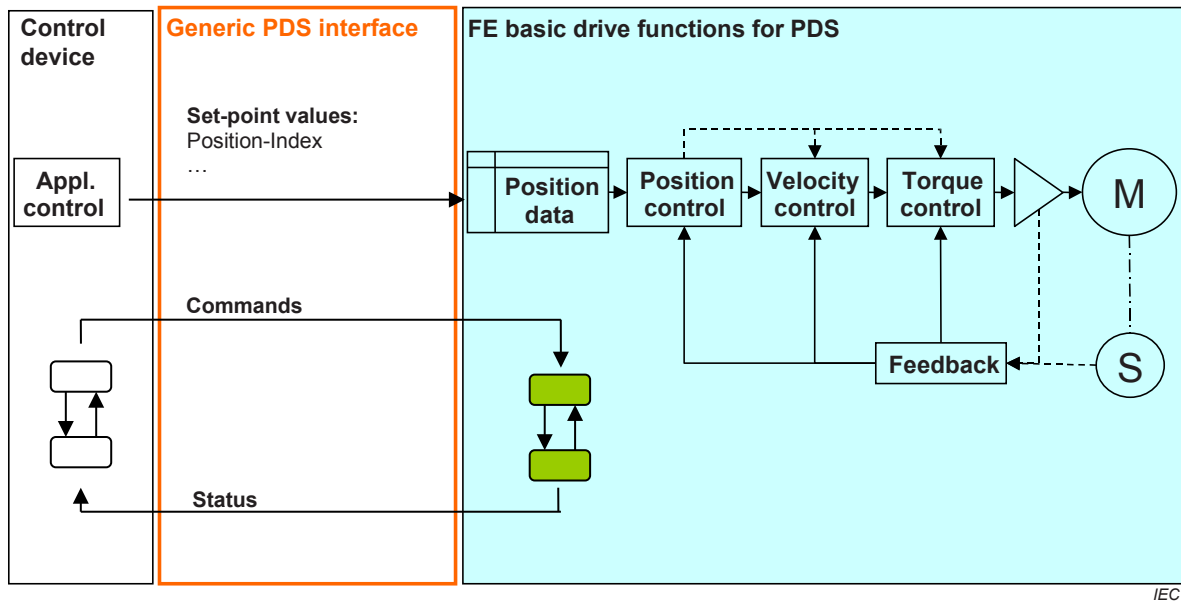 Control
device
Generic PDS interface
FE basic drive functions for PDS
Set-point values:
Position-Index
…
Appl.
control
Position
data
Position
control
Velocity
control
Torque
control
M
Commands
Feedback
S
Status
IEC